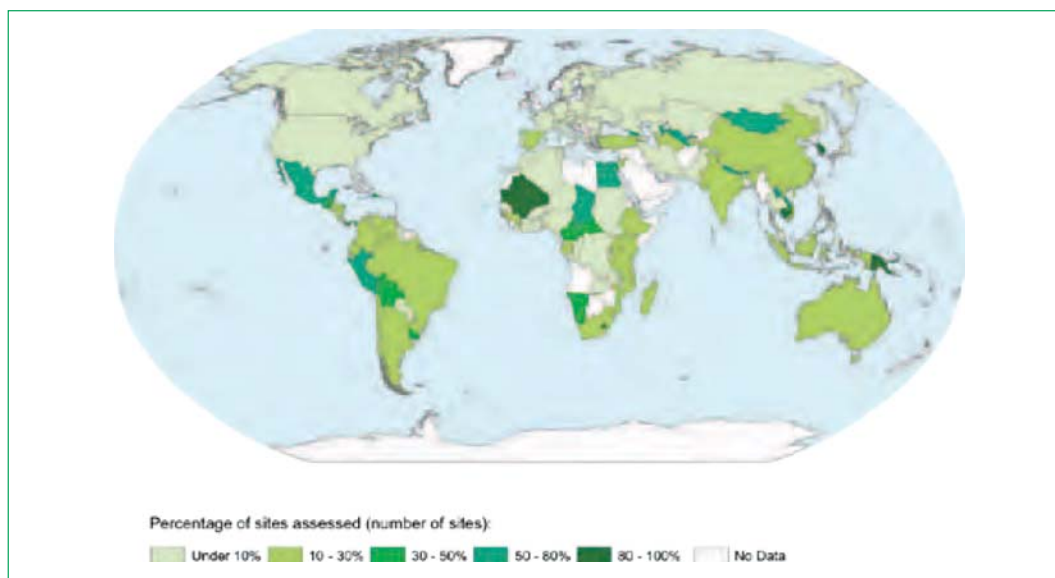 Percentage of sites assessed (number of sites):
Under 10% 10 - 30% 30 - 50% 50 - 80% 80 - 100% No Data